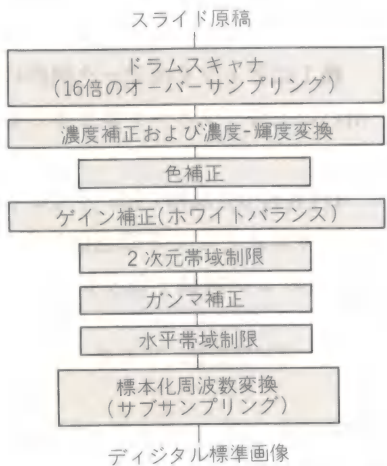 スライド原稿
ドラムスキャナ
(16倍のオーバーサンプリング)
濃度補正および濃度-輝度変換
色補正
ゲイン補正(ホワイトバランス)
2次元帯域制限
ガンマ補正
水平帯域制限
標本化周波数変換
(サブサンプリング)
ディジタル標準画像